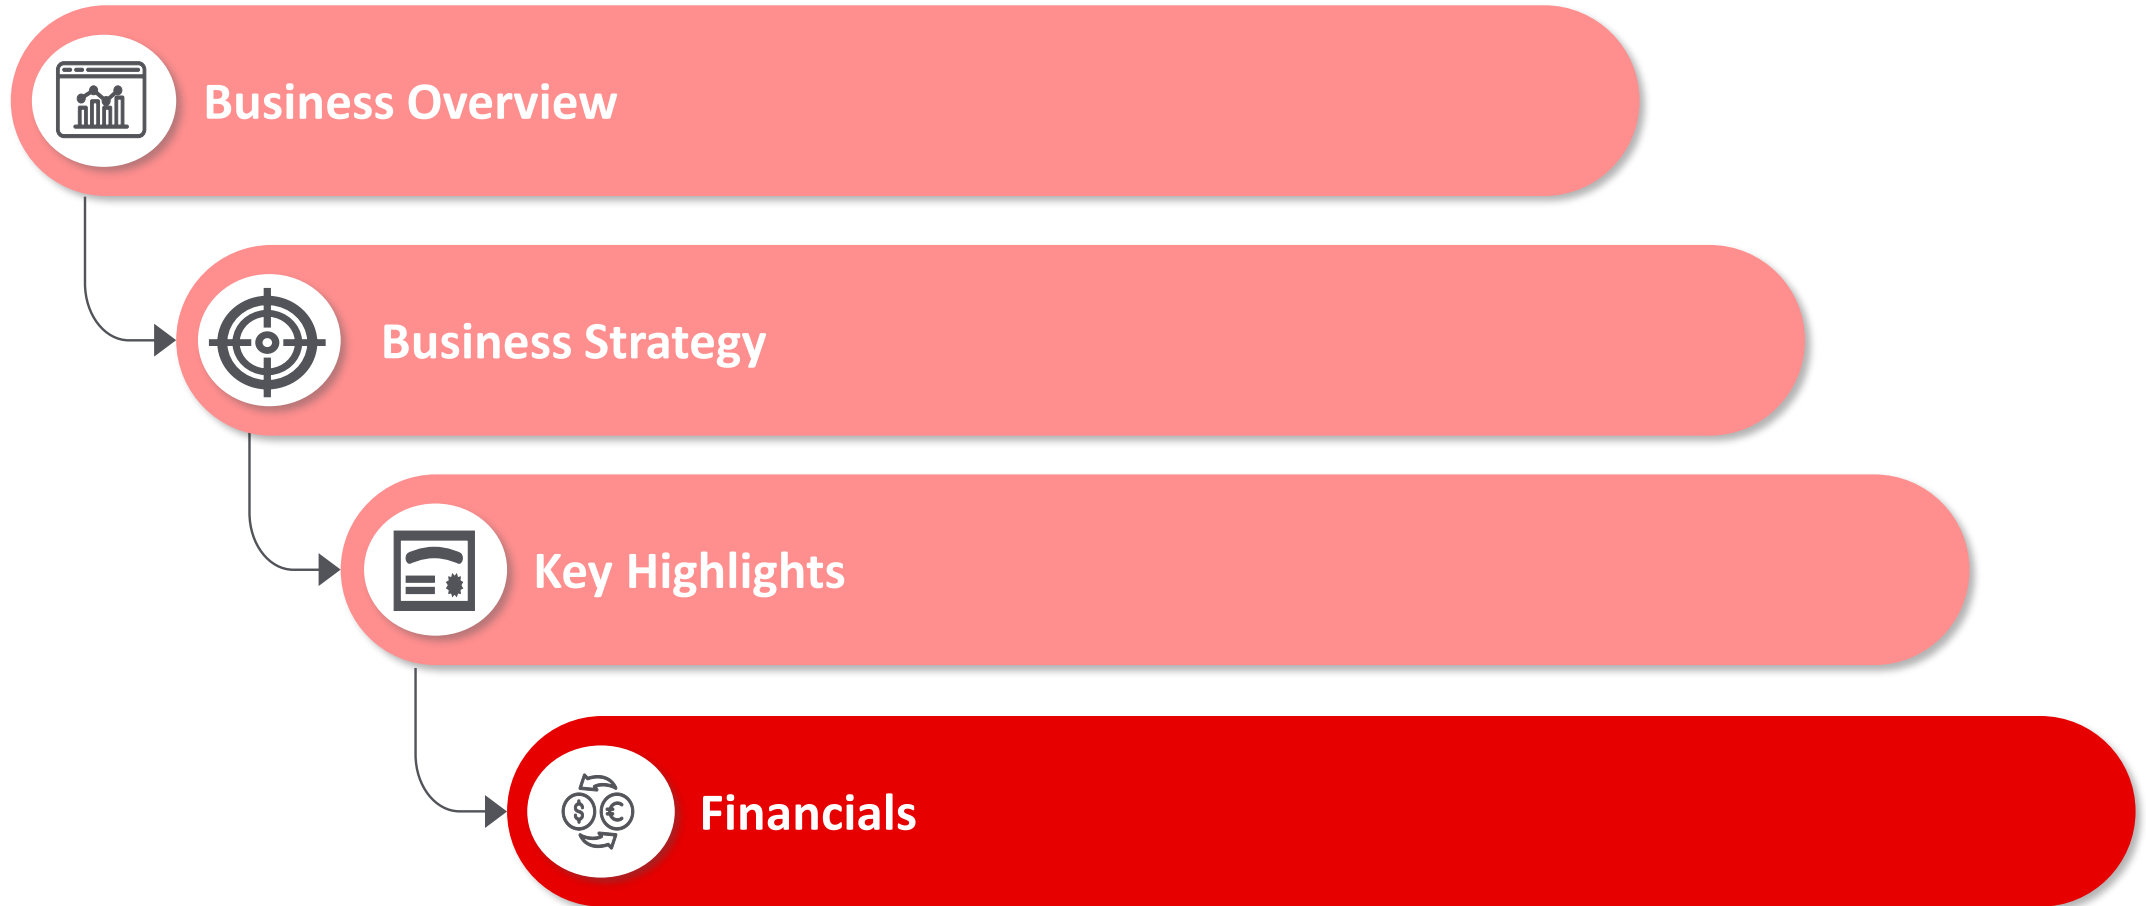 Business Overview
Business Strategy
Key Highlights
$ €
Financials